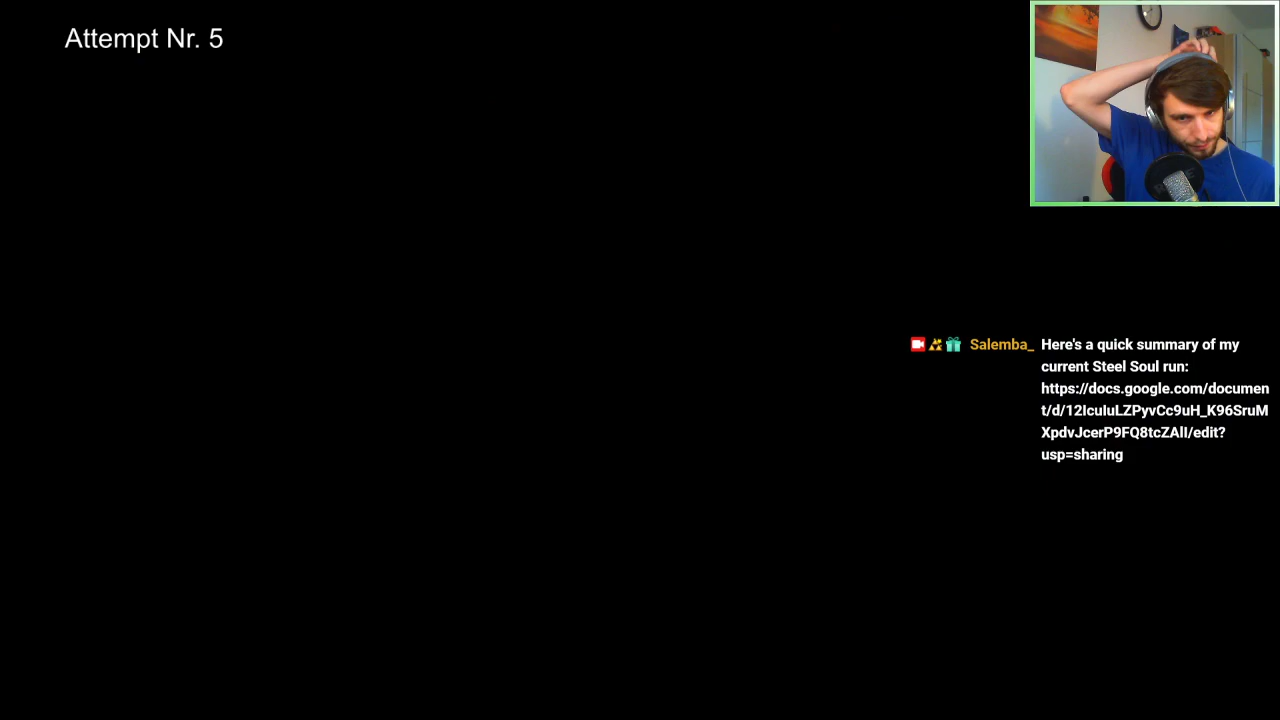 Attempt Nr. 5
Salemba_ Here's a quick summary of my
current Steel Soul run:
https://docs.google.com/documen
t/d/12IcuIuLZPyvCc9uH_K96SruM
XpdvJcerP9FQ8tcZAlI/edit?
usp=sharing